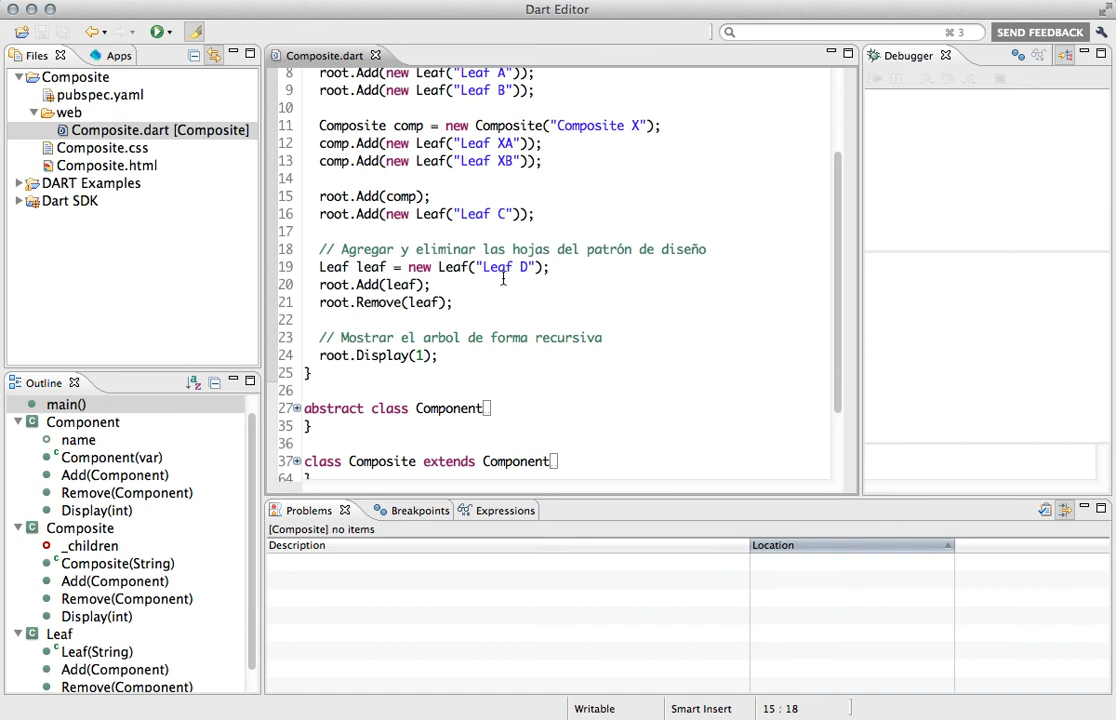 Dart Editor
⌘ 3
SEND FEEDBACK
Files
Apps
Composite
pubspec.yaml
web
Composite.dart [Composite]
Composite.css
Composite.html
DART Examples
Dart SDK
Outline
main()
Component
name
Component(var)
Add(Component)
Remove(Component)
Display(int)
Composite
_children
Composite(String)
Add(Component)
Remove(Component)
Display(int)
Leaf
Leaf(String)
Add(Component)
Remove(Component)
Composite.dart
8 root.Add(new Leaf("Leaf A"));
9 root.Add(new Leaf("Leaf B"));
10
11 Composite comp = new Composite("Composite X");
12 comp.Add(new Leaf("Leaf XA"));
13 comp.Add(new Leaf("Leaf XB"));
14
15 root.Add(comp);
16 root.Add(new Leaf("Leaf C"));
17
18 // Agregar y eliminar las hojas del patrón de diseño
19 Leaf leaf = new Leaf("Leaf D");
20 root.Add(leaf);
21 root.Remove(leaf);
22
23 // Mostrar el arbol de forma recursiva
24 root.Display(1);
25 }
26
27 abstract class Component
35 }
36
37 class Composite extends Component
64 }
Debugger
Problems
Breakpoints
Expressions
[Composite] no items
Description
Location
Writable
Smart Insert
15 : 18